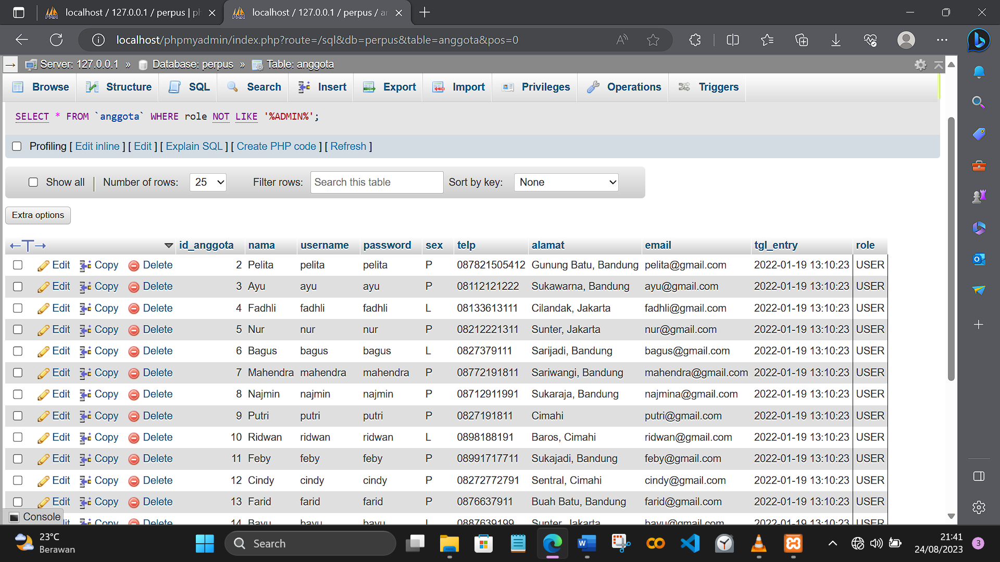 localhost / 127.0.0.1 / perpus | ph
localhost / 127.0.0.1 / perpus / an
localhost/phpmyadmin/index.php?route=/sql&db=perpus&table=anggota&pos=0
Server: 127.0.0.1 » Database: perpus » Table: anggota
Browse Structure SQL Search Insert Export Import Privileges Operations Triggers
SELECT * FROM `anggota` WHERE role NOT LIKE '%ADMIN%';
Profiling [ Edit inline ] [ Edit ] [ Explain SQL ] [ Create PHP code ] [ Refresh ]
Show all | Number of rows: 25 Filter rows: Search this table Sort by key: None
Extra options
←T→ id_anggota nama username password sex telp alamat email tgl_entry role
Edit Copy Delete 2 Pelita pelita pelita P 087821505412 Gunung Batu, Bandung pelita@gmail.com 2022-01-19 13:10:23 USER
Edit Copy Delete 3 Ayu ayu ayu P 08112121222 Sukawarna, Bandung ayu@gmail.com 2022-01-19 13:10:23 USER
Edit Copy Delete 4 Fadhli fadhli fadhli L 08133613111 Cilandak, Jakarta fadhli@gmail.com 2022-01-19 13:10:23 USER
Edit Copy Delete 5 Nur nur nur P 08212221311 Sunter, Jakarta nur@gmail.com 2022-01-19 13:10:23 USER
Edit Copy Delete 6 Bagus bagus bagus L 0827379111 Sarijadi, Bandung bagus@gmail.com 2022-01-19 13:10:23 USER
Edit Copy Delete 7 Mahendra mahendra mahendra P 08772191811 Sariwangi, Bandung mahendra@gmail.com 2022-01-19 13:10:23 USER
Edit Copy Delete 8 Najmin najmin najmin P 08712911991 Sukaraja, Bandung najmina@gmail.com 2022-01-19 13:10:23 USER
Edit Copy Delete 9 Putri putri putri P 0827191811 Cimahi putri@gmail.com 2022-01-19 13:10:23 USER
Edit Copy Delete 10 Ridwan ridwan ridwan L 0898188191 Baros, Cimahi ridwan@gmail.com 2022-01-19 13:10:23 USER
Edit Copy Delete 11 Feby feby feby P 08991717711 Sukajadi, Bandung feby@gmail.com 2022-01-19 13:10:23 USER
Edit Copy Delete 12 Cindy cindy cindy P 08272772791 Sentral, Cimahi cindy@gmail.com 2022-01-19 13:10:23 USER
Edit Copy Delete 13 Farid farid farid P 0876637911 Buah Batu, Bandung farid@gmail.com 2022-01-19 13:10:23 USER
Copy Delete 14 Bayu bayu bayu L 0887639199 Sunter, Jakarta bayu@gmail.com 2022-01-19 13:10:23 USER
Console
23°C
Berawan
Search
21:41
24/08/2023
3